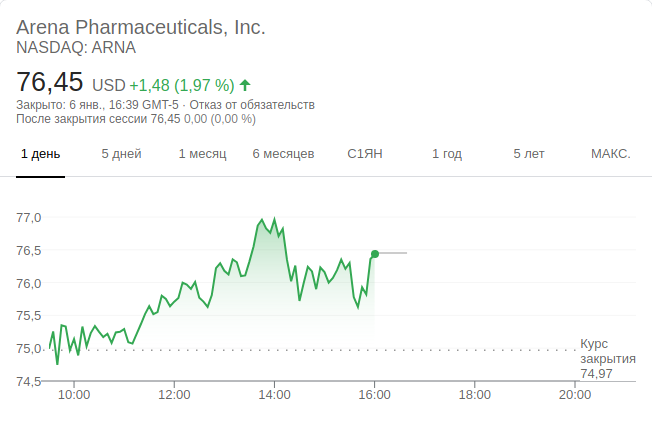 Arena Pharmaceuticals, Inc.
NASDAQ: ARNA
76,45 USD +1,48 (1,97 %)
Закрыто: 6 янв., 16:39 GMT-5 · Отказ от обязательств
После закрытия сессии 76,45 0,00 (0,00 %)
1 день 5 дней 1 месяц 6 месяцев С1ЯН 1 год 5 лет МАКС.
77,0
76,5
76,0
75,5
75,0
74,5
Курс
закрытия
74,97
10:00 12:00 14:00 16:00 18:00 20:00